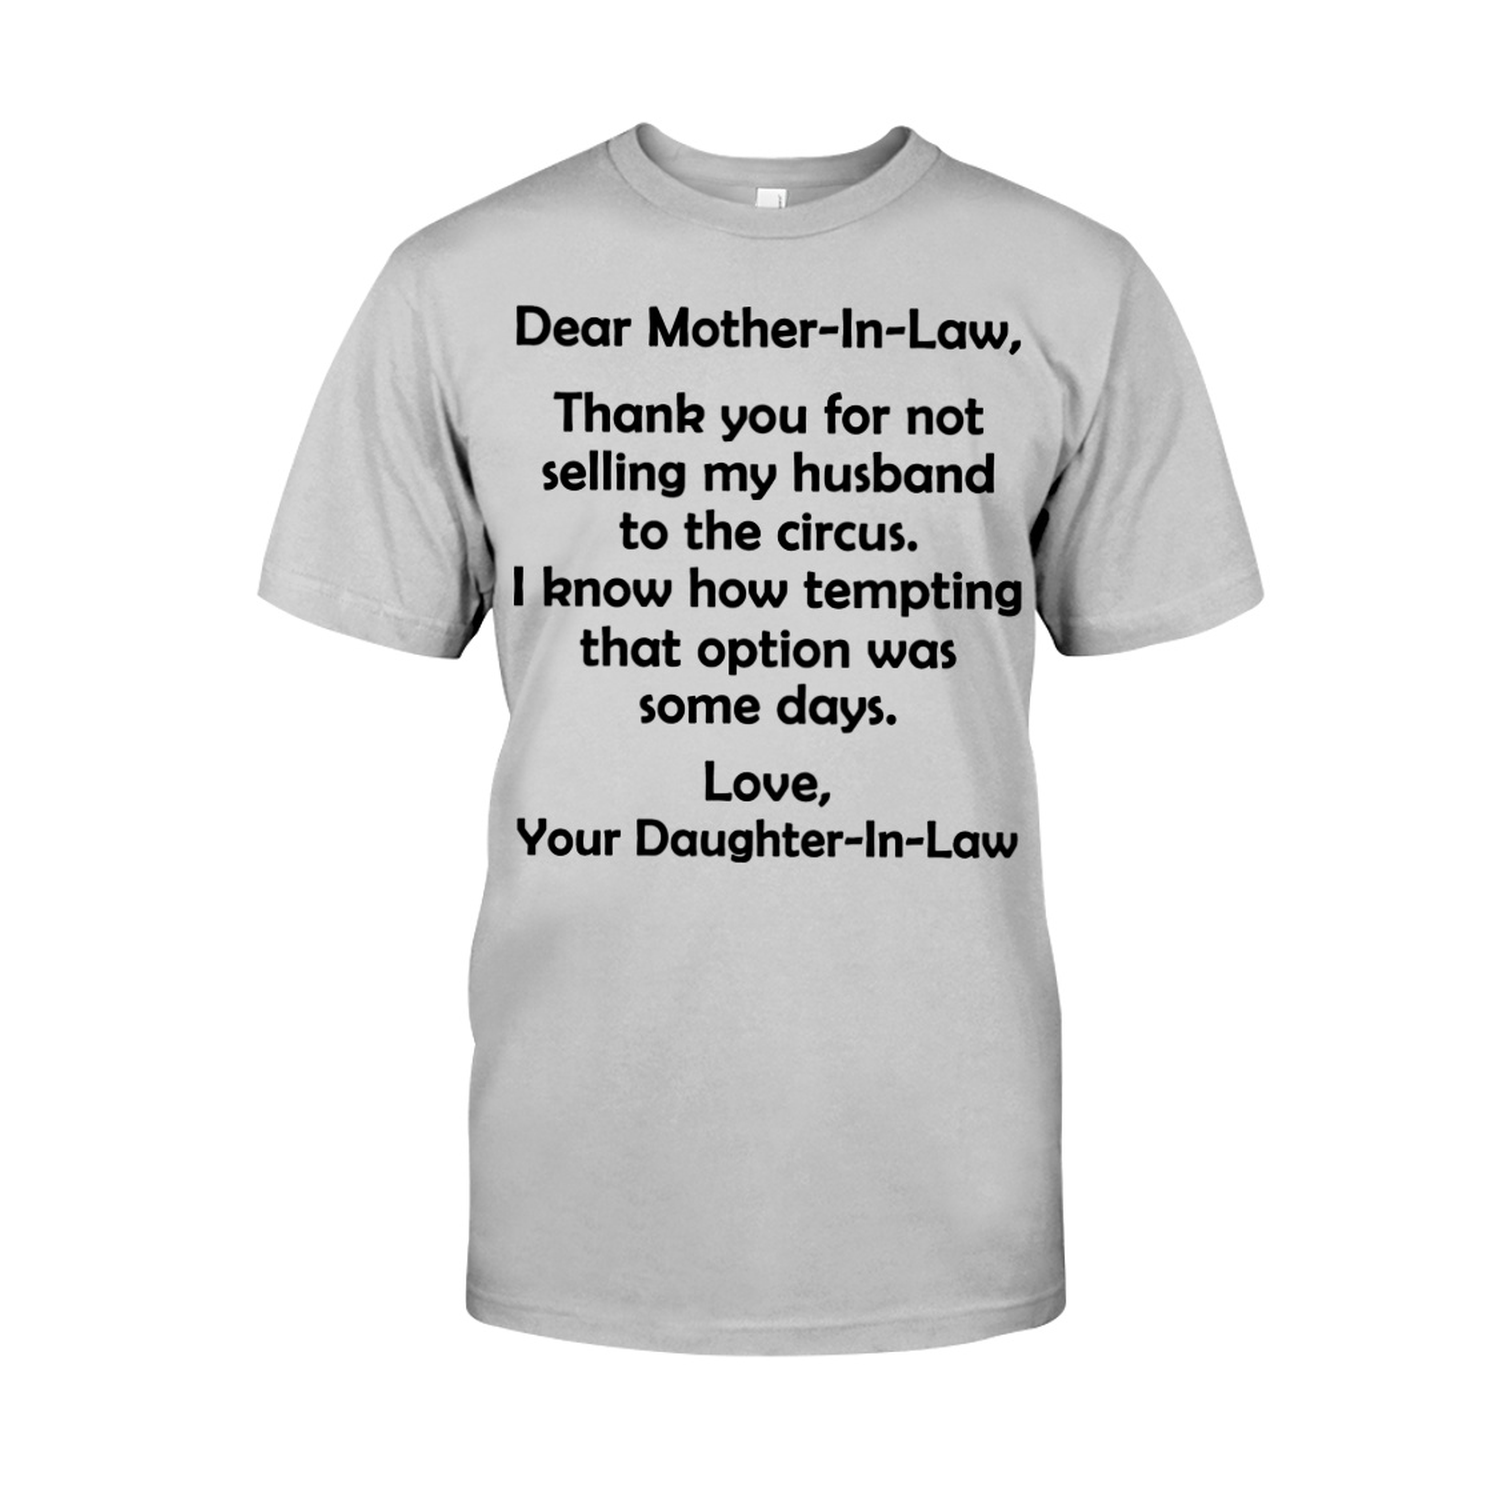 Dear Mother-In-Law,
Thank you for not
selling my husband
to the circus.
I know how tempting
that option was
some days.
Love,
Your Daughter-In-Law